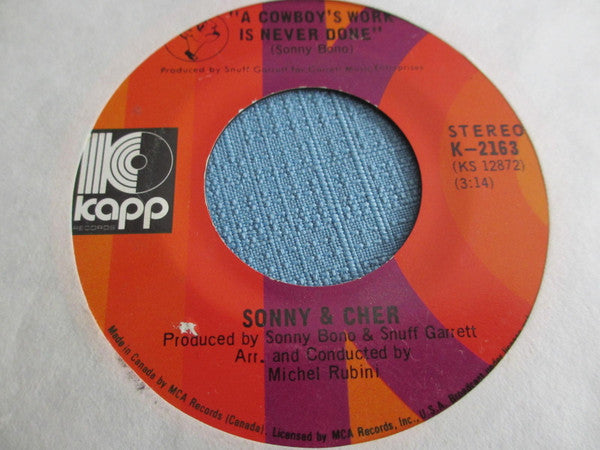 "A COWBOY'S WORK
IS NEVER DONE"
(Sonny Bono)
Produced by Snuff Garrett for Garrett Music Enterprises
STEREO
K-2163
(KS 12872)
(3:14)
K
kapp
RECORDS
SONNY & CHER
Produced by Sonny Bono & Snuff Garrett
Arr. and Conducted by
Michel Rubini
Made in Canada by MCA Records (Canada). Licensed by MCA Records, Inc., U.S.A. Broadcast under